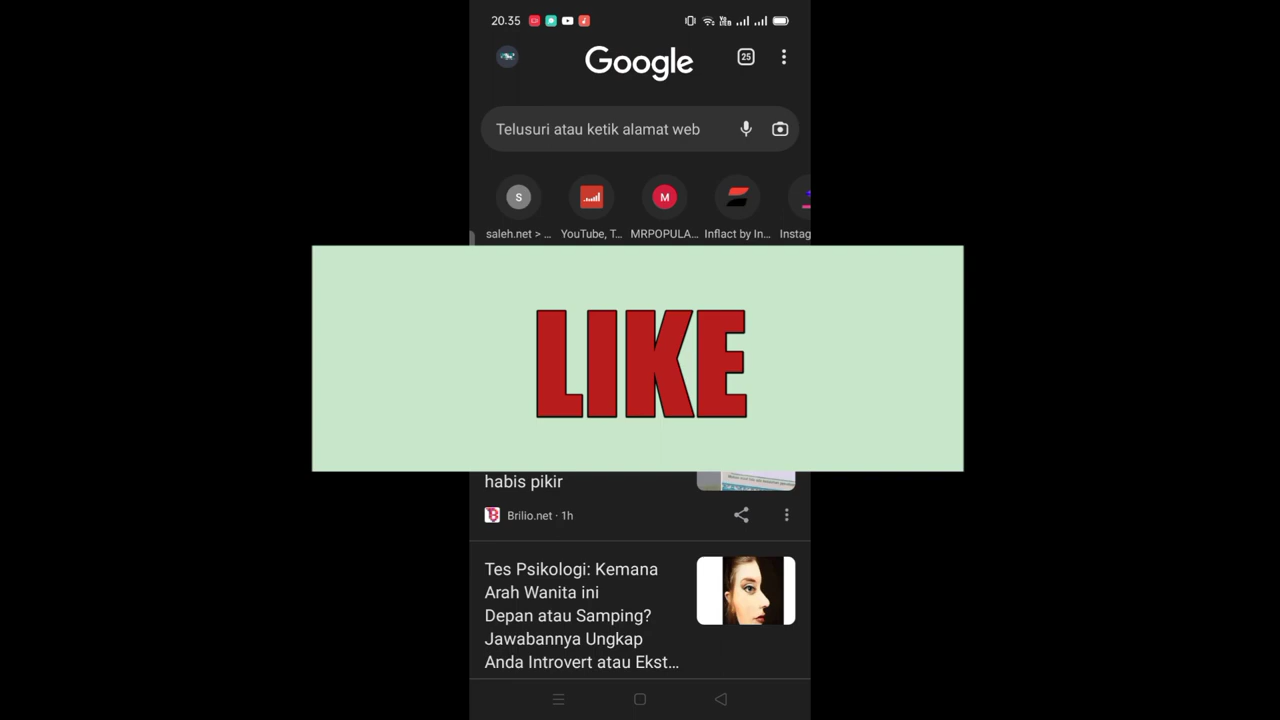 20.35
Google
25
Telusuri atau ketik alamat web
S
M
saleh.net > ...
YouTube, T...
MRPOPULA...
Inflact by In...
Instag
LIKE
habis pikir
Brilio.net · 1h
Tes Psikologi: Kemana
Arah Wanita ini
Depan atau Samping?
Jawabannya Ungkap
Anda Introvert atau Ekst...